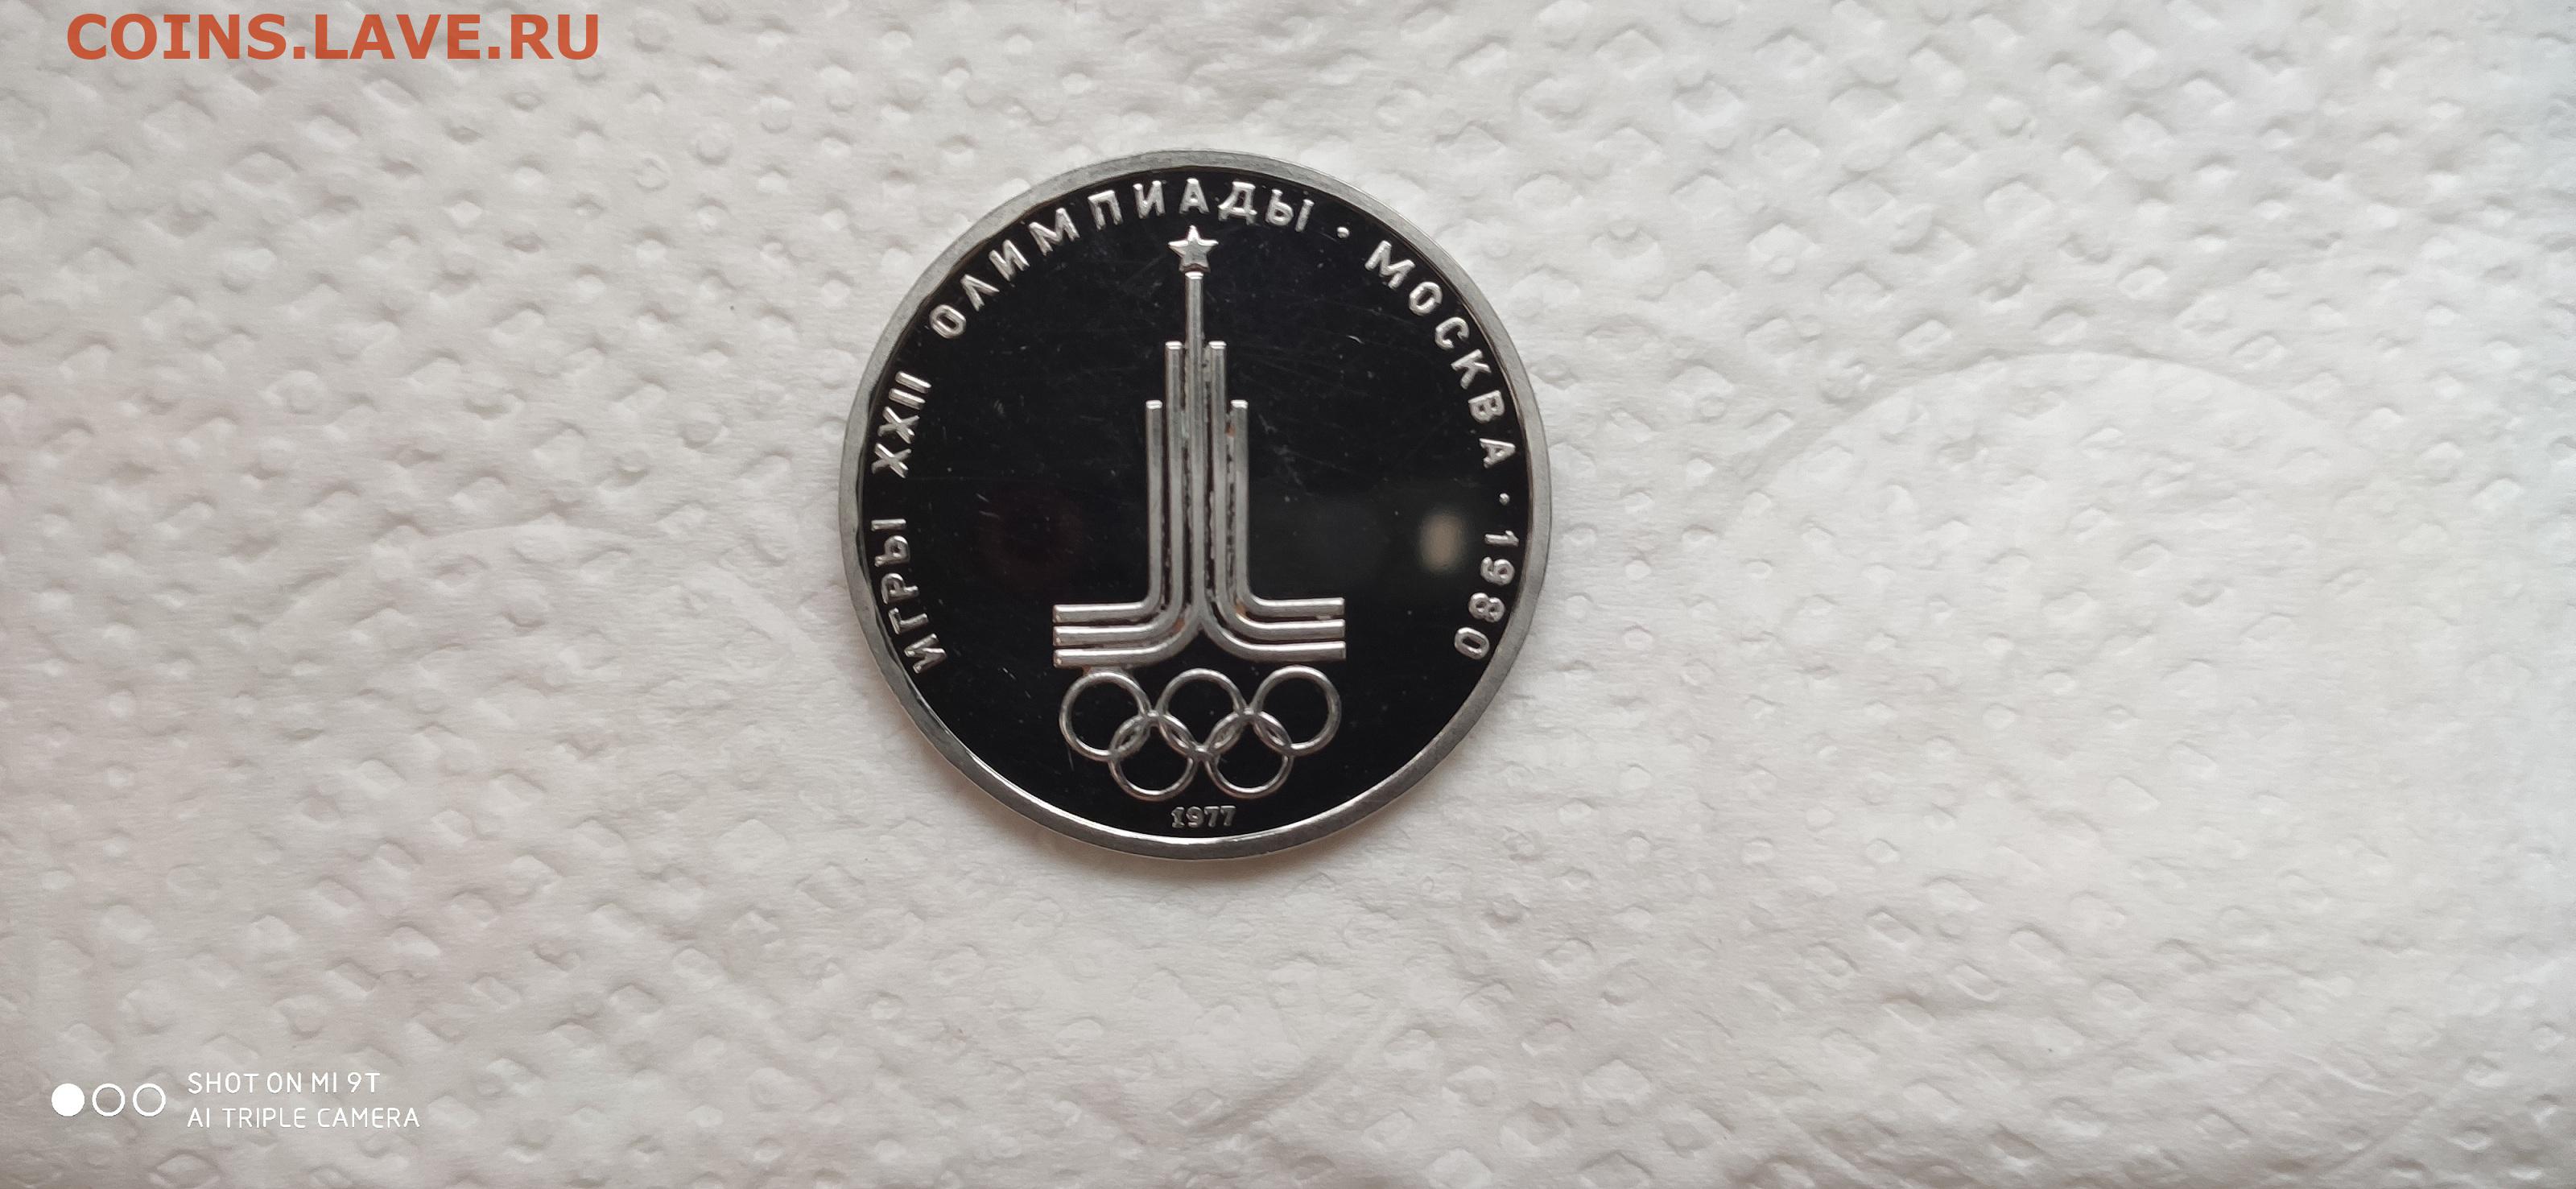 COINS.LAVE.RU
ИГРЫ XXII ОЛИМПИАДЫ · МОСКВА · 1980
1977
SHOT ON MI 9T
AI TRIPLE CAMERA